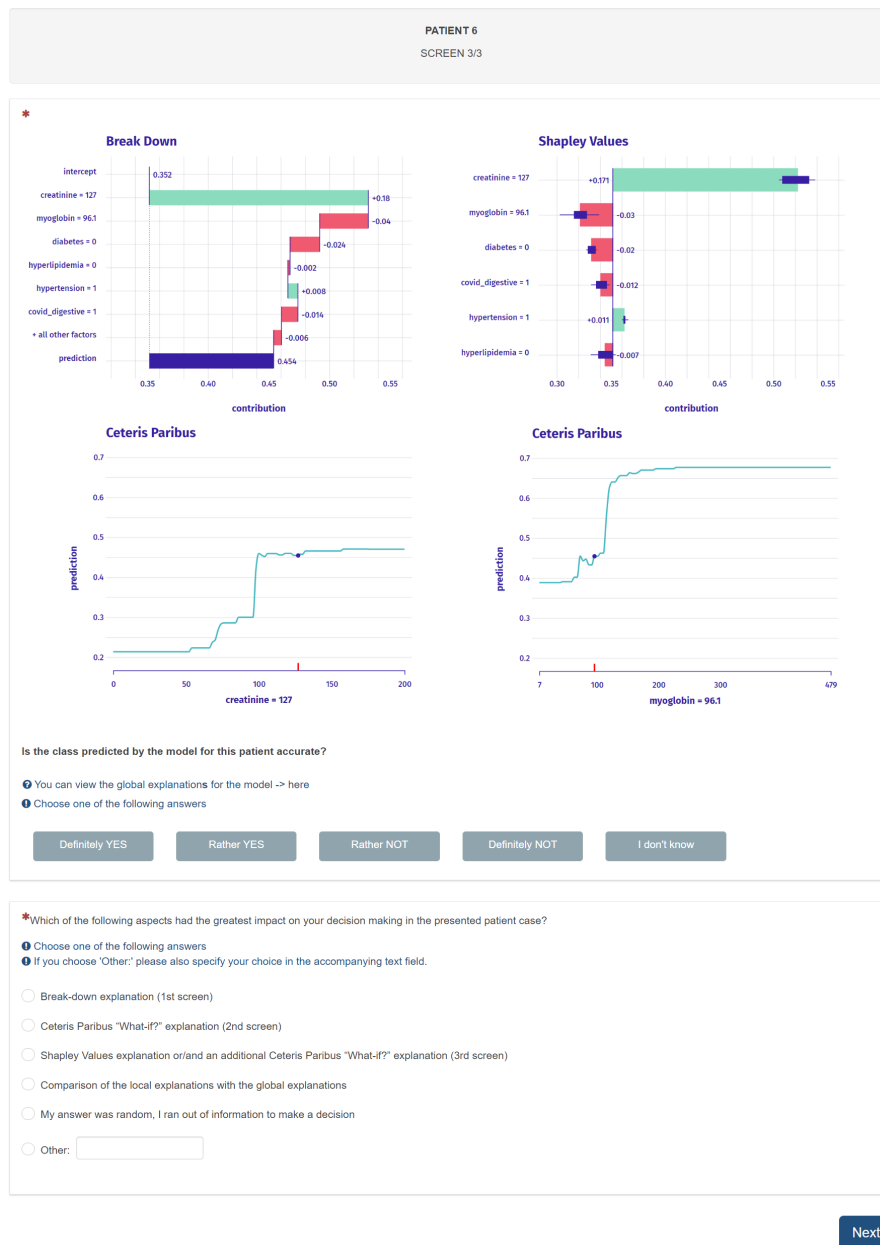 PATIENT 6
SCREEN 3/3
*
Break Down
intercept
0.352
creatinine = 127
+0.18
myoglobin = 96.1
-0.04
diabetes = 0
-0.024
hyperlipidemia = 0
-0.002
hypertension = 1
+0.008
covid_digestive = 1
-0.014
+ all other factors
-0.006
prediction
0.454
0.35 0.40 0.45 0.50 0.55
contribution
Shapley Values
creatinine = 127
+0.171
myoglobin = 96.1
-0.03
diabetes = 0
-0.02
covid_digestive = 1
-0.012
hypertension = 1
+0.011
hyperlipidemia = 0
-0.007
0.30 0.35 0.40 0.45 0.50 0.55
contribution
Ceteris Paribus
0.7
0.6
0.5
0.4
0.3
0.2
prediction
0 50 100 150 200
creatinine = 127
Ceteris Paribus
0.7
0.6
0.5
0.4
0.3
0.2
prediction
7 100 200 300 479
myoglobin = 96.1
Is the class predicted by the model for this patient accurate?
? You can view the global explanations for the model -> here
! Choose one of the following answers
Definitely YES
Rather YES
Rather NOT
Definitely NOT
I don't know
*Which of the following aspects had the greatest impact on your decision making in the presented patient case?
! Choose one of the following answers
! If you choose 'Other:' please also specify your choice in the accompanying text field.
Break-down explanation (1st screen)
Ceteris Paribus “What-if?” explanation (2nd screen)
Shapley Values explanation or/and an additional Ceteris Paribus “What-if?” explanation (3rd screen)
Comparison of the local explanations with the global explanations
My answer was random, I ran out of information to make a decision
Other:
Next